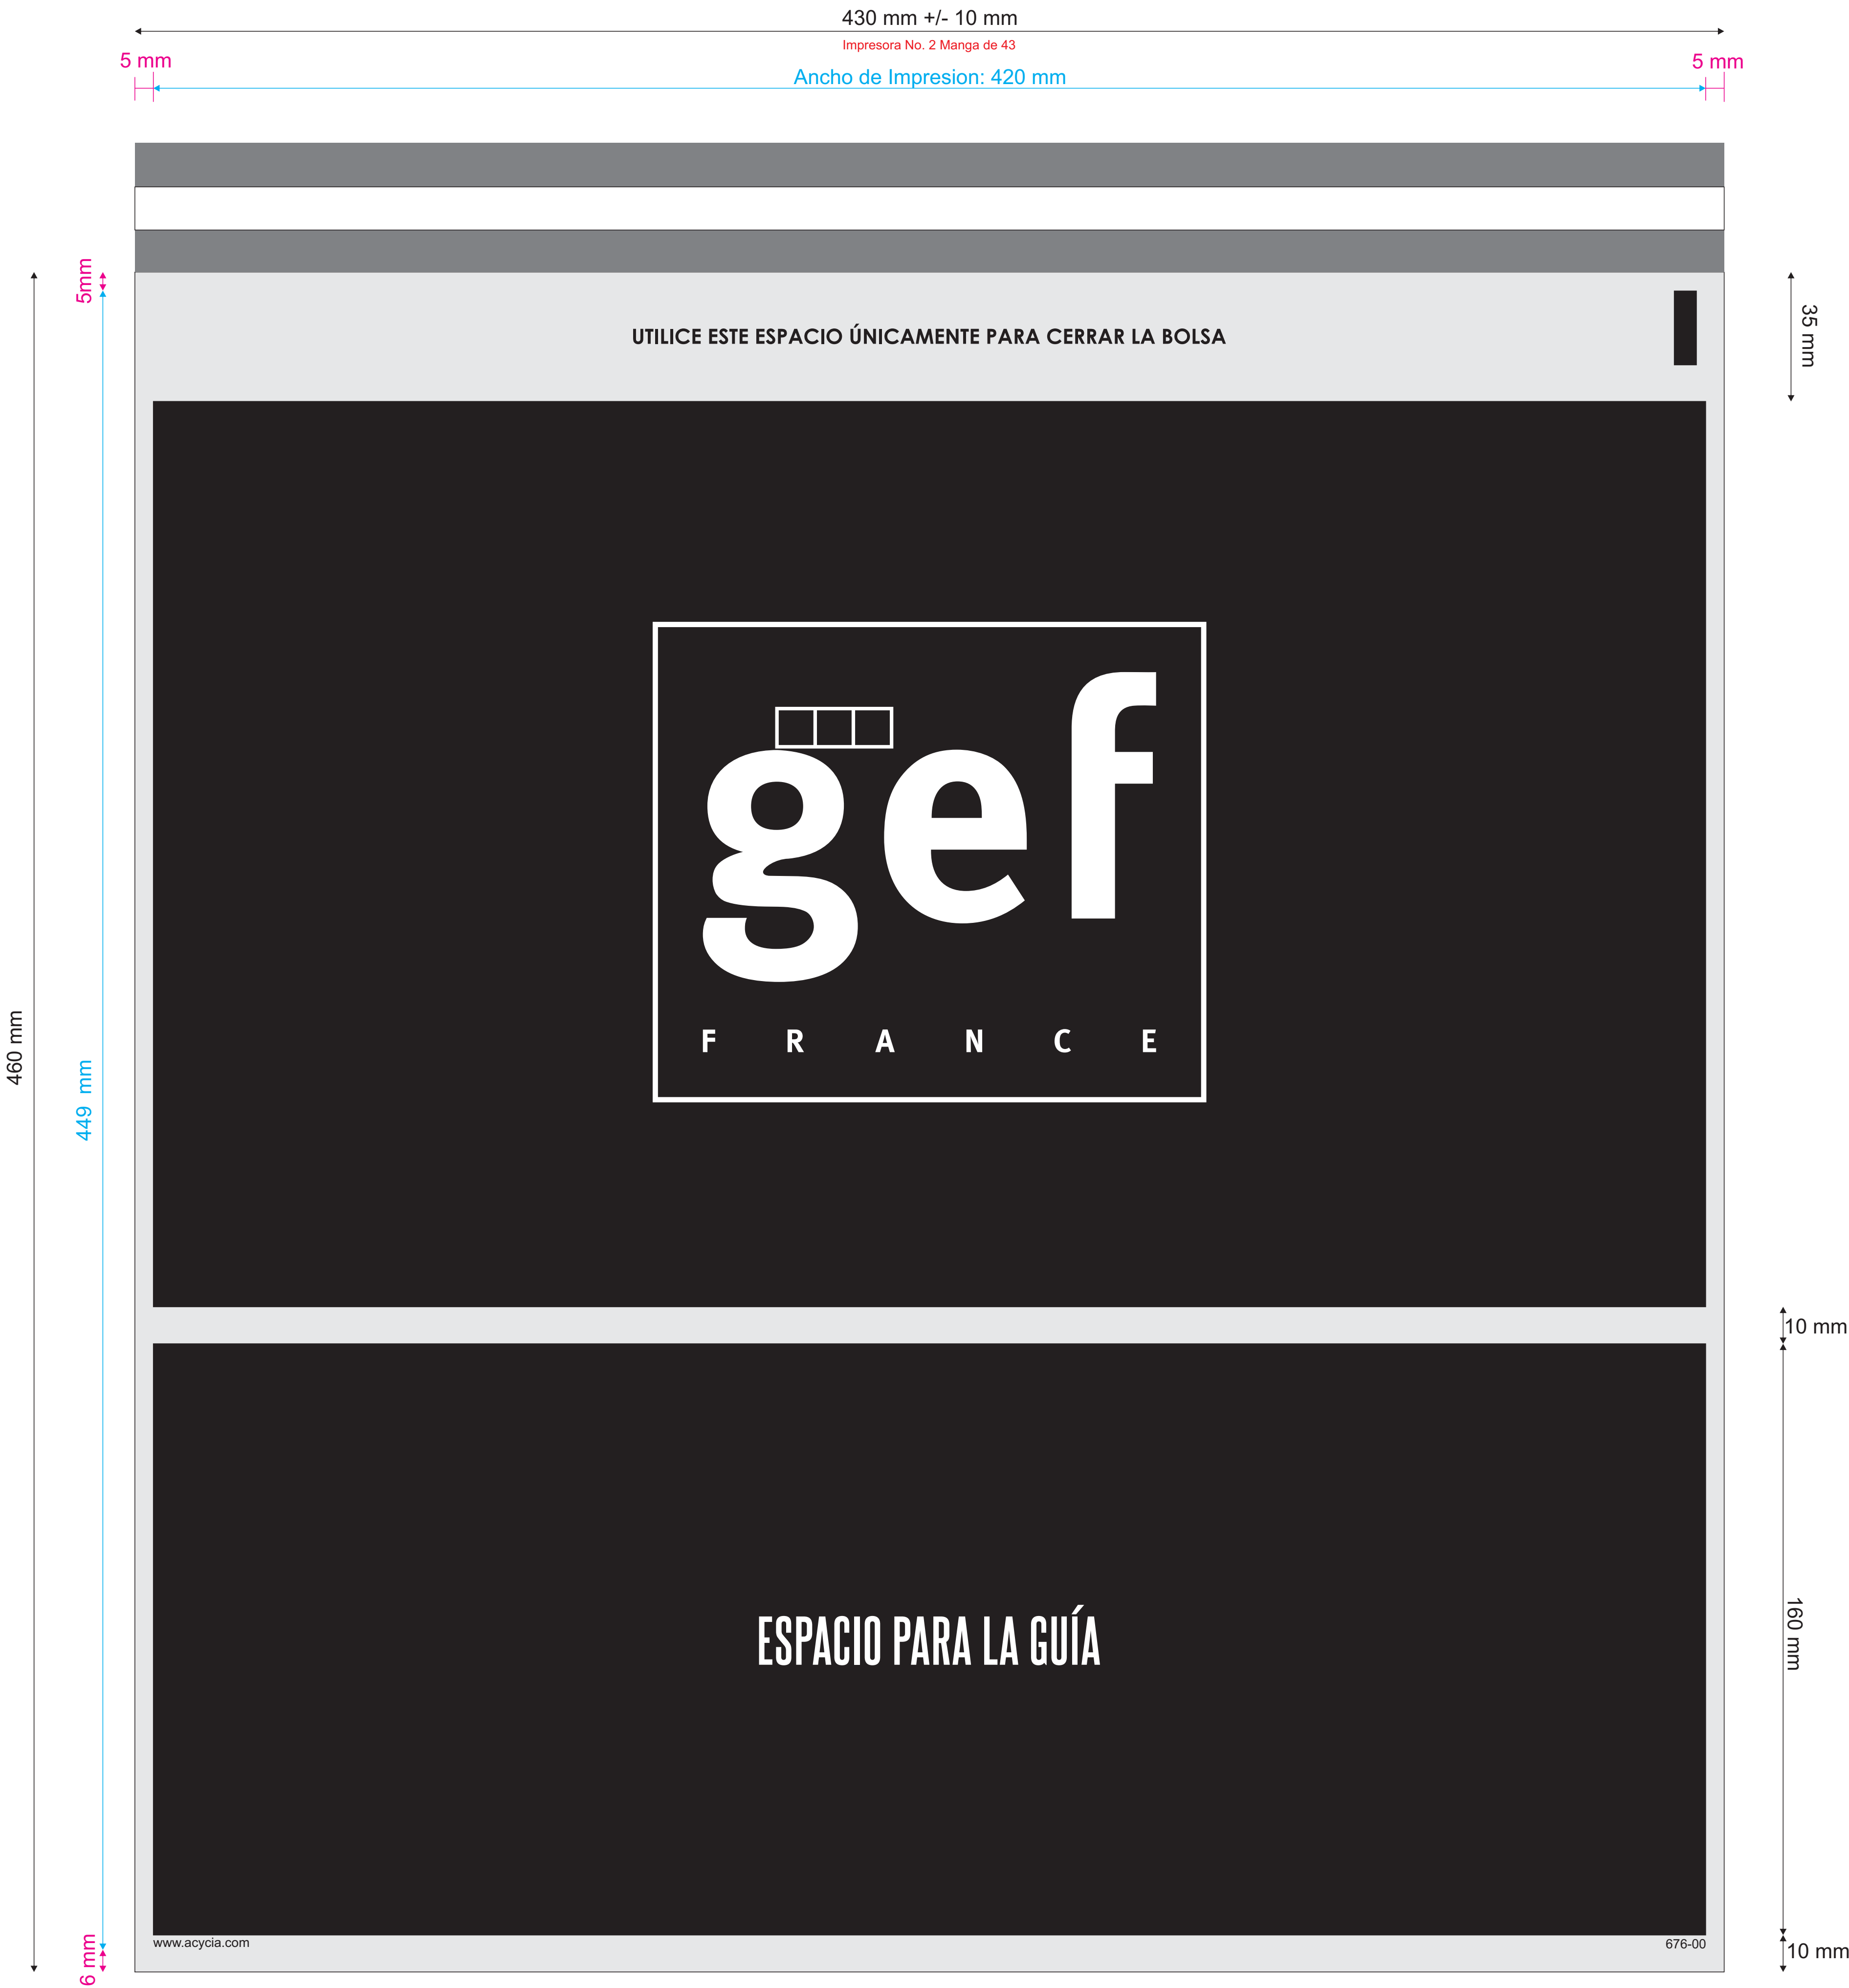 430 mm +/- 10 mm
Impresora No. 2 Manga de 43
5 mm
Ancho de Impresion: 420 mm
5 mm
5mm
35 mm
UTILICE ESTE ESPACIO ÚNICAMENTE PARA CERRAR LA BOLSA
gef
FRANCE
460 mm
449 mm
10 mm
160 mm
ESPACIO PARA LA GUÍA
www.acycia.com
676-00
6 mm
10 mm